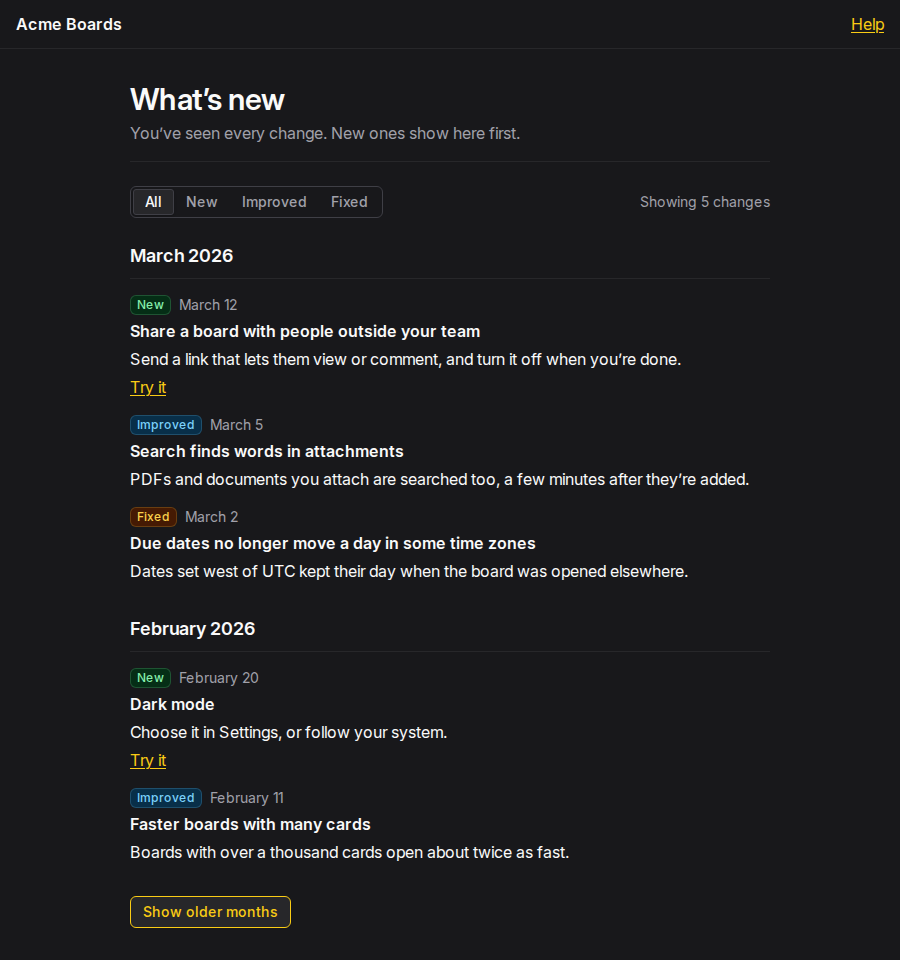 Acme Boards
Help
What’s new
You’ve seen every change. New ones show here first.
All New Improved Fixed
Showing 5 changes
March 2026
New March 12
Share a board with people outside your team
Send a link that lets them view or comment, and turn it off when you’re done.
Try it
Improved March 5
Search finds words in attachments
PDFs and documents you attach are searched too, a few minutes after they’re added.
Fixed March 2
Due dates no longer move a day in some time zones
Dates set west of UTC kept their day when the board was opened elsewhere.
February 2026
New February 20
Dark mode
Choose it in Settings, or follow your system.
Try it
Improved February 11
Faster boards with many cards
Boards with over a thousand cards open about twice as fast.
Show older months